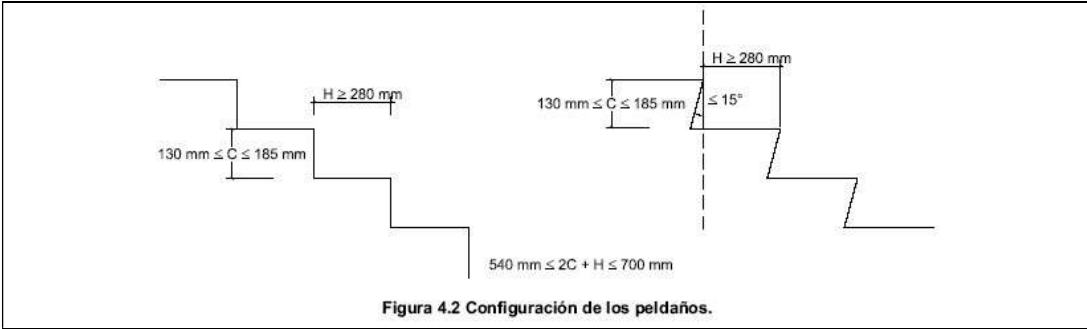 H ≥ 280 mm
130 mm ≤ C ≤ 185 mm
H ≥ 280 mm
130 mm ≤ C ≤ 185 mm
≤ 15°
540 mm ≤ 2C + H ≤ 700 mm
Figura 4.2 Configuración de los peldaños.